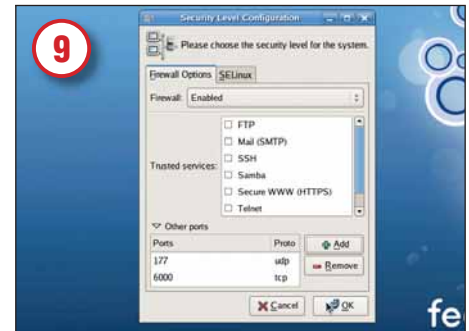 9
Security Level Configuration
Please choose the security level for the system.
Firewall Options SELinux
Firewall: Enabled
Trusted services:
FTP
Mail (SMTP)
SSH
Samba
Secure WWW (HTTPS)
Telnet
Other ports
Ports Proto
177 udp
6000 tcp
Add
Remove
Cancel OK
fe